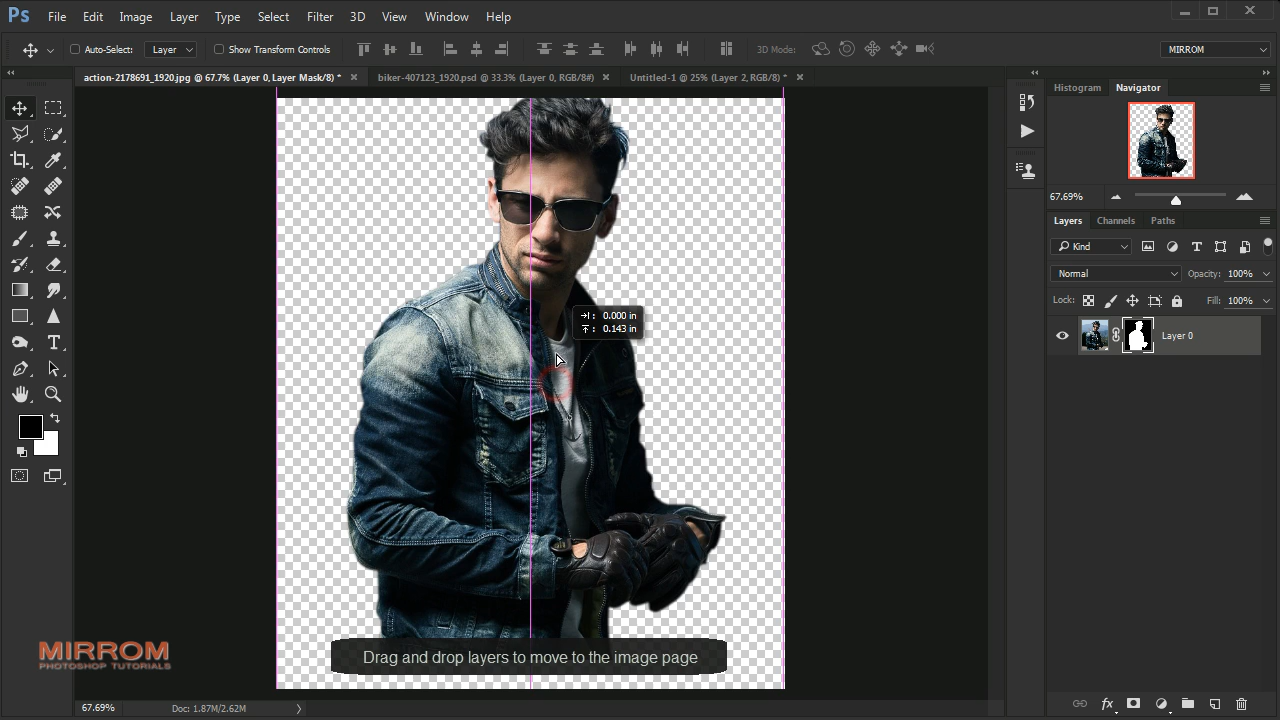 Ps File Edit Image Layer Type Select Filter 3D View Window Help
Auto-Select: Layer Show Transform Controls 3D Mode: MIRROM
action-2178691_1920.jpg @ 67.7% (Layer 0, Layer Mask/8) * biker-407123_1920.psd @ 33.3% (Layer 0, RGB/8#) Untitled-1 @ 25% (Layer 2, RGB/8) *
Histogram Navigator
67.69%
Layers Channels Paths
Kind
Normal Opacity: 100%
Lock: Fill: 100%
Layer 0
0.000 in
0.143 in
MIRROM
PHOTOSHOP TUTORIALS
Drag and drop layers to move to the image page
67.69% Doc: 1.87M/2.62M